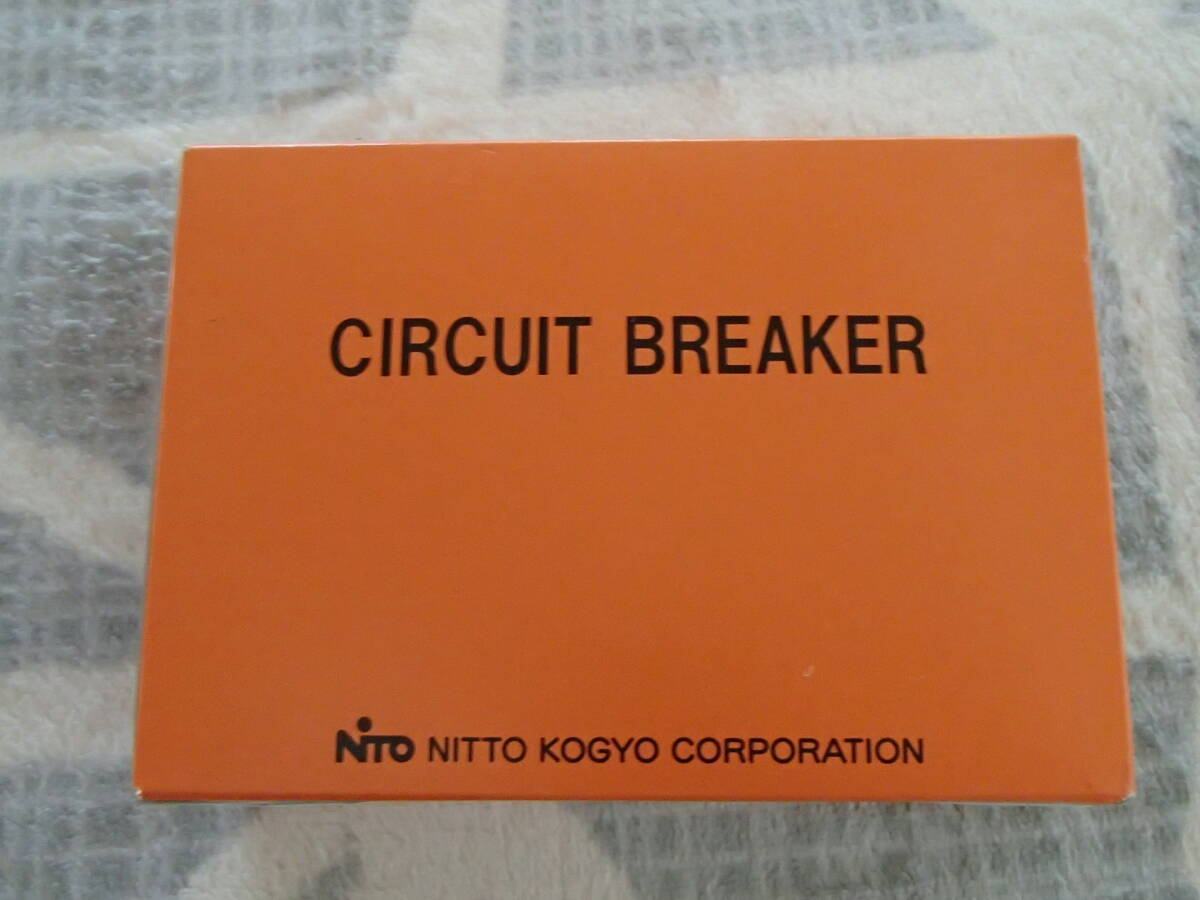 CIRCUIT BREAKER
NITO NITTO KOGYO CORPORATION